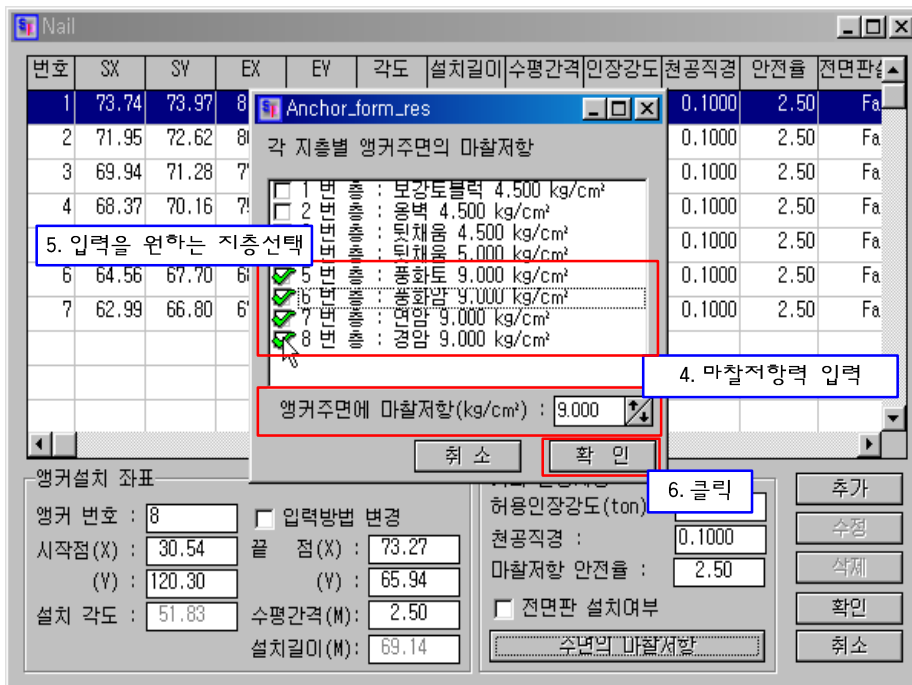 Nail
번호 SX SY EX EY 각도 설치길이 수평간격 인장강도 천공직경 안전율 전면판
1 73.74 73.97 8 0.1000 2.50 Fa
Anchor_form_res
2 71.95 72.62 8 0.1000 2.50 Fa
각 지층별 앵커주면의 마찰저항
3 69.94 71.28 7 0.1000 2.50 Fa
1 번 층 : 보강토블럭 4.500 kg/cm²
4 68.37 70.16 7 0.1000 2.50 Fa
2 번 층 : 옹벽 4.500 kg/cm²
층 : 뒷채움 4.500 kg/cm²
5. 입력을 원하는 지층선택
0.1000 2.50 Fa
번 층 : 뒷채움 5.000 kg/cm²
6 64.56 67.70 6 0.1000 2.50 Fa
5 번 층 : 풍화토 9.000 kg/cm²
6 번 층 : 풍화암 9.000 kg/cm²
7 62.99 66.80 6 0.1000 2.50 Fa
7 번 층 : 연암 9.000 kg/cm²
8 번 층 : 경암 9.000 kg/cm²
4. 마찰저항력 입력
앵커주면에 마찰저항(kg/cm²) : 9.000
취 소 확 인
6. 클릭
앵커설치 좌표
앵커 번호 : 8 입력방법 변경
시작점(X) : 30.54 끝 점(X) : 73.27
(Y) : 120.30 (Y) : 65.94
설치 각도 : 51.83 수평간격(M): 2.50
설치길이(M): 69.14
허용인장강도(ton)
천공직경 : 0.1000
마찰저항 안전율 : 2.50
전면판 설치여부
주면의 마찰저항
추가
수정
삭제
확인
취소